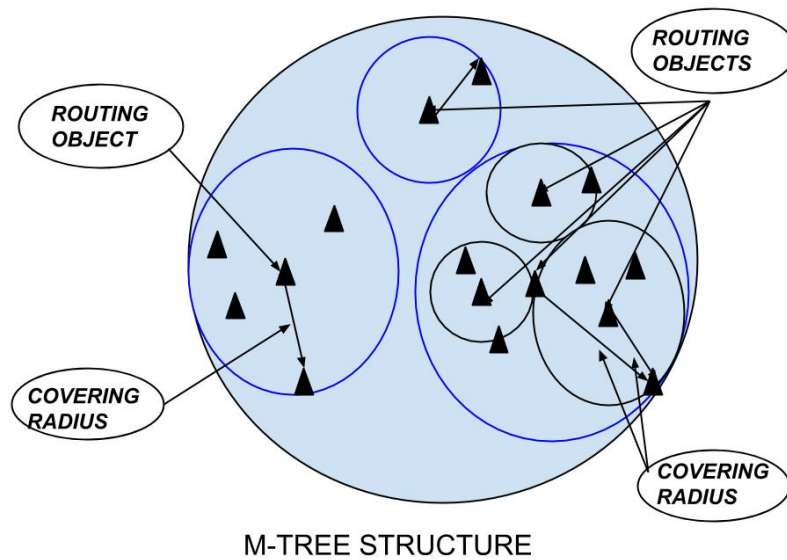 ROUTING
OBJECTS
ROUTING
OBJECT
COVERING
RADIUS
COVERING
RADIUS
M-TREE STRUCTURE